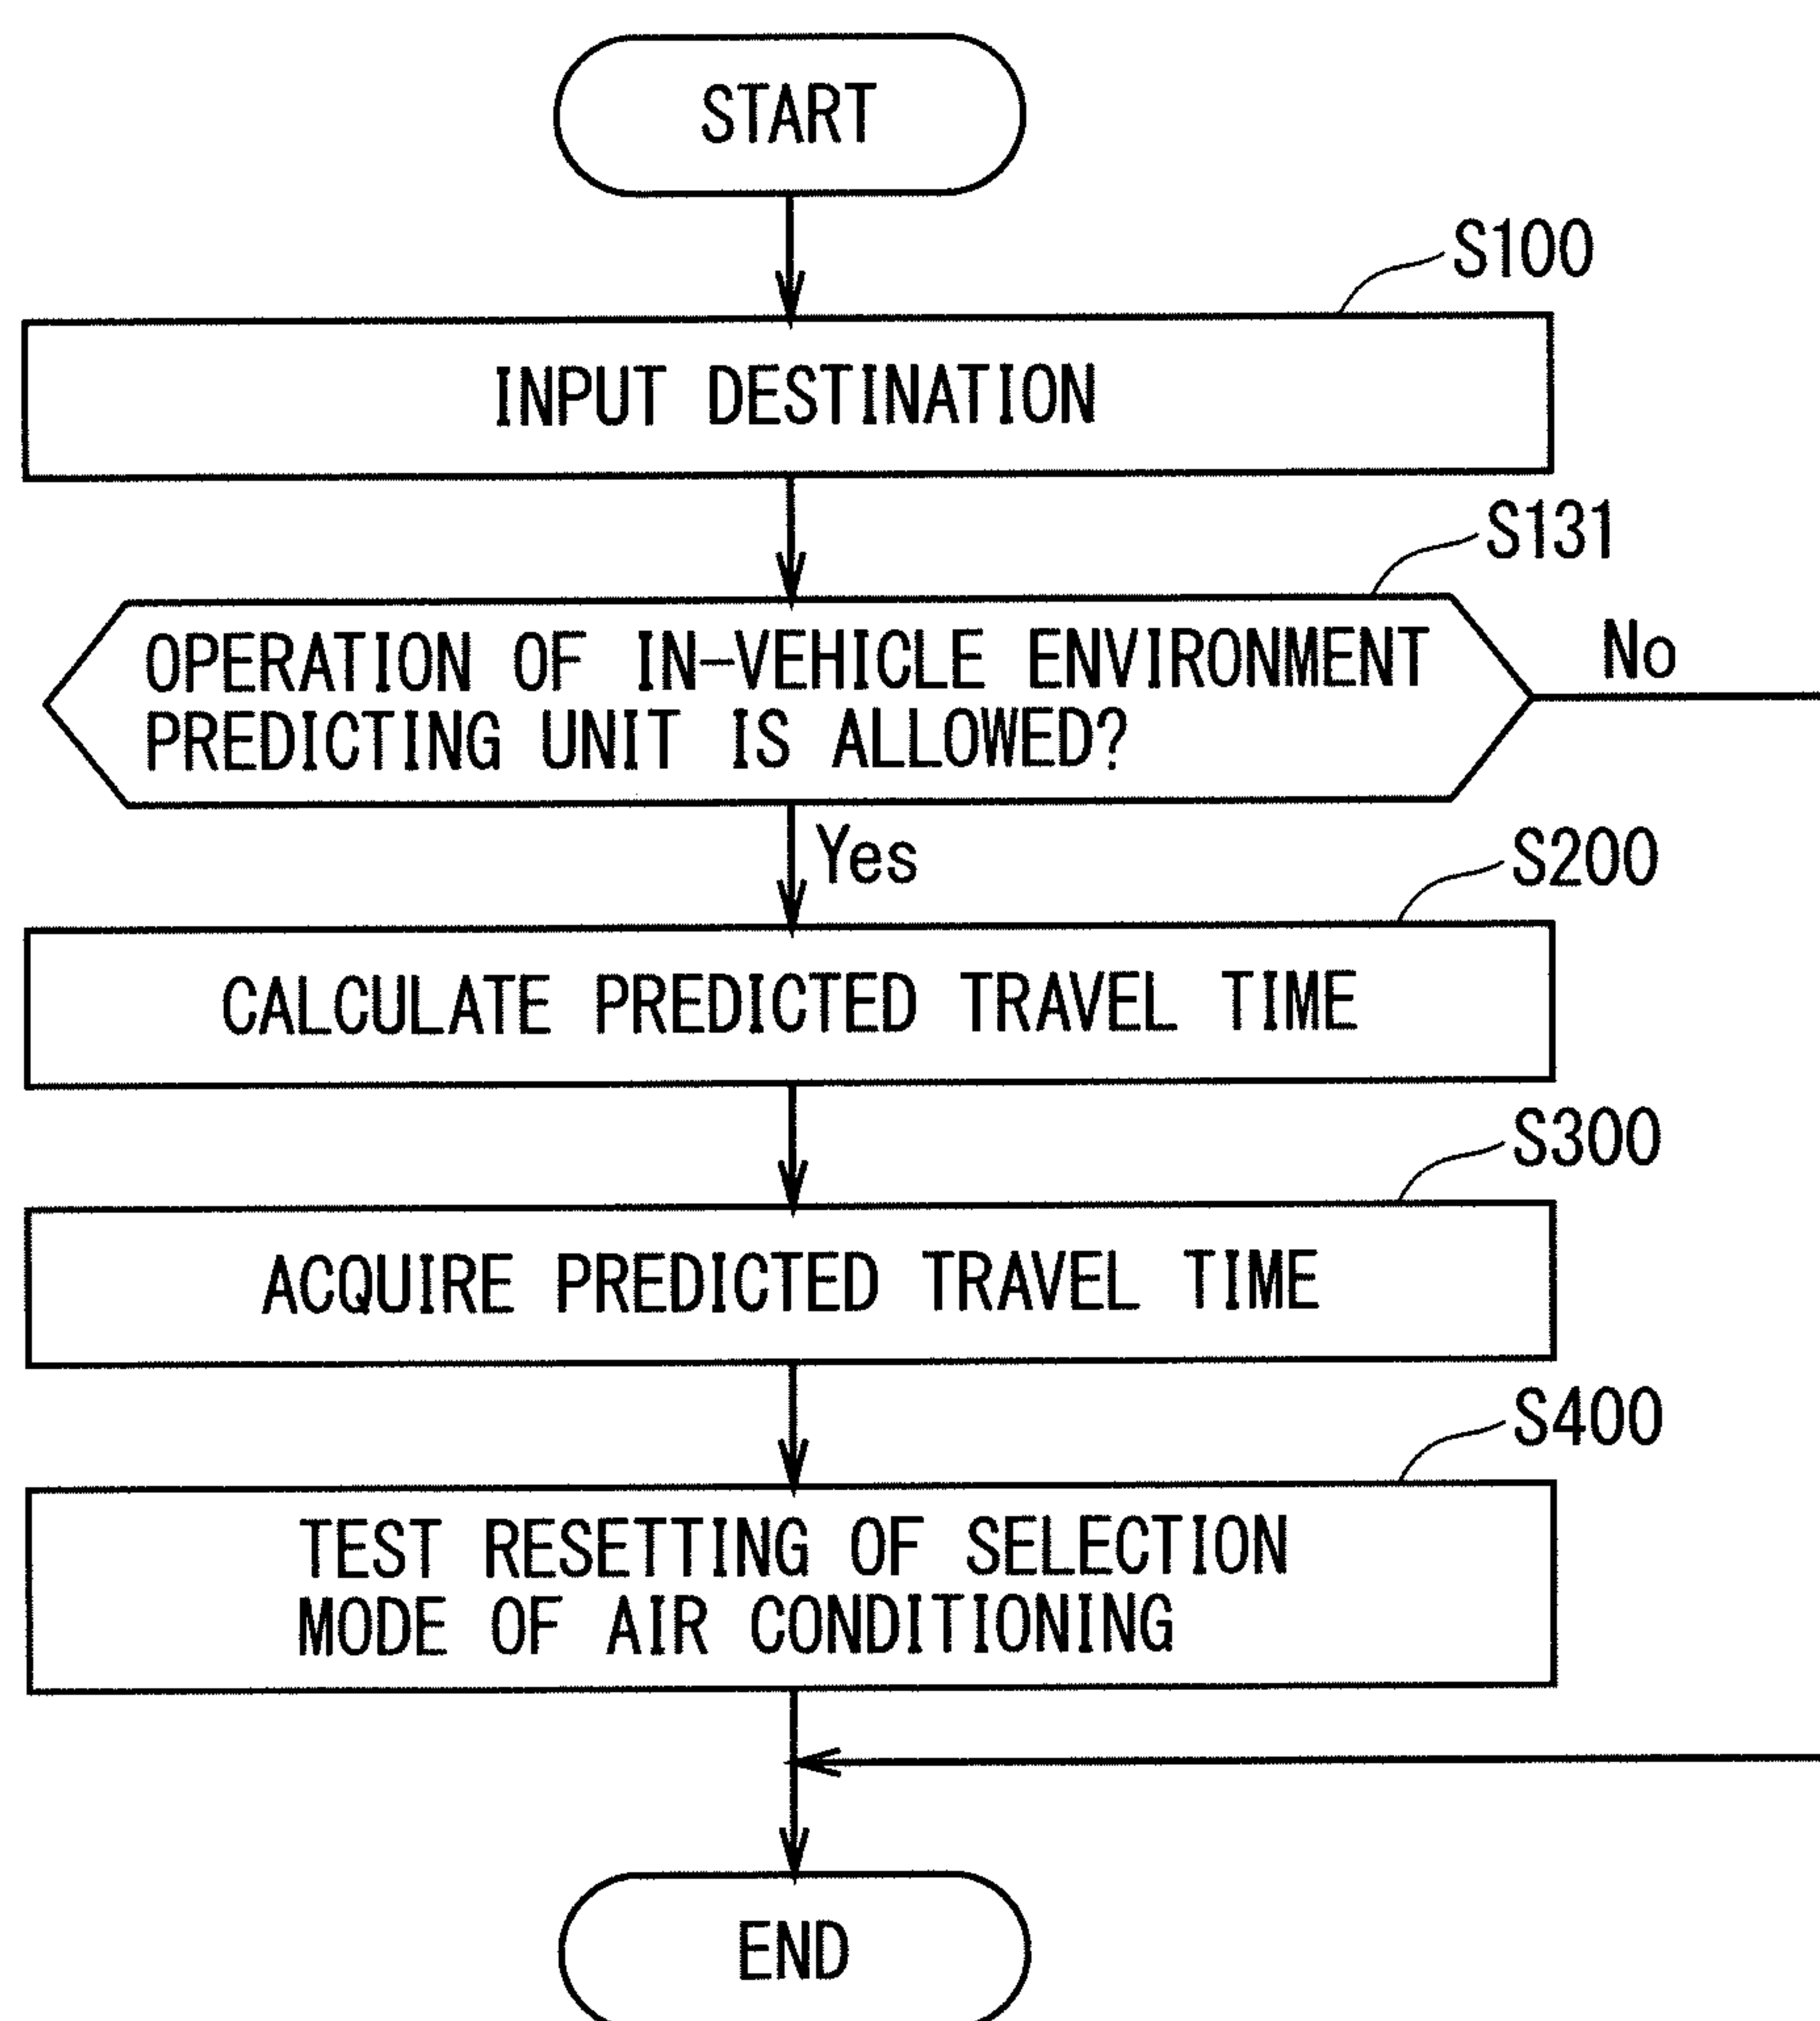 START
S100
INPUT DESTINATION
S131
OPERATION OF IN-VEHICLE ENVIRONMENT
PREDICTING UNIT IS ALLOWED?
No
Yes
S200
CALCULATE PREDICTED TRAVEL TIME
S300
ACQUIRE PREDICTED TRAVEL TIME
S400
TEST RESETTING OF SELECTION
MODE OF AIR CONDITIONING
END